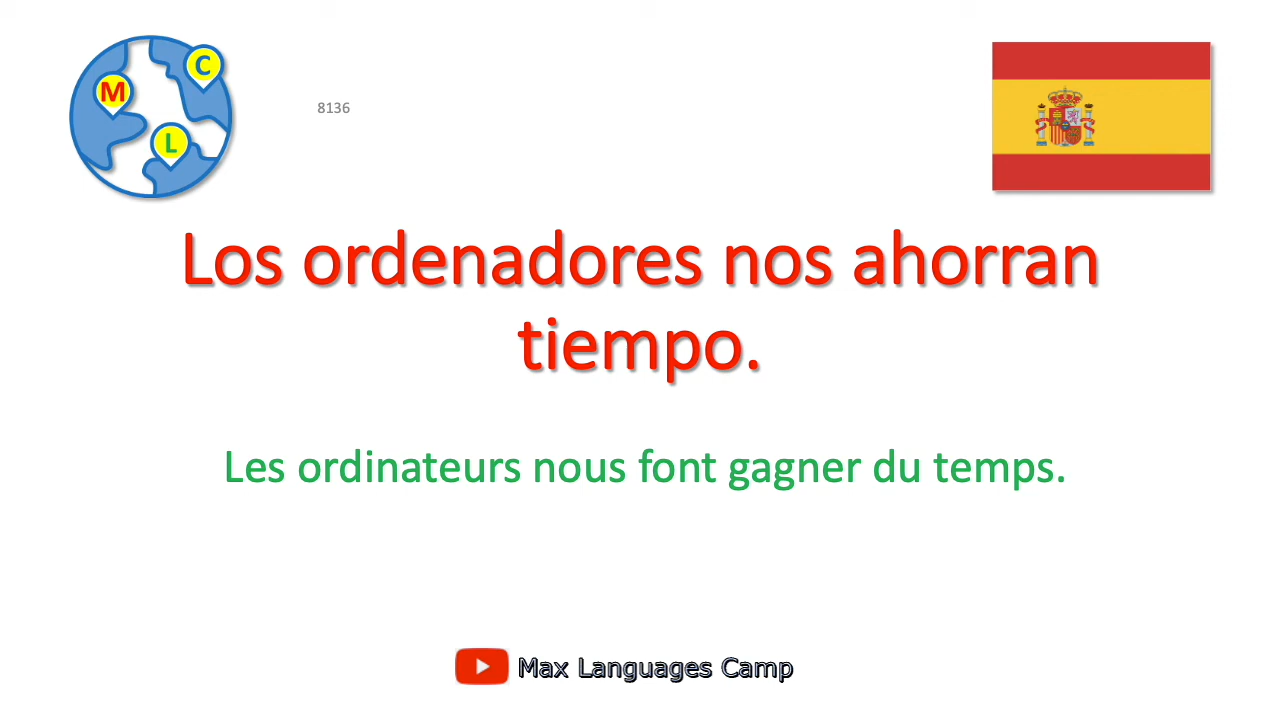 M
C
L
8136
Los ordenadores nos ahorran
tiempo.
Les ordinateurs nous font gagner du temps.
Max Languages Camp